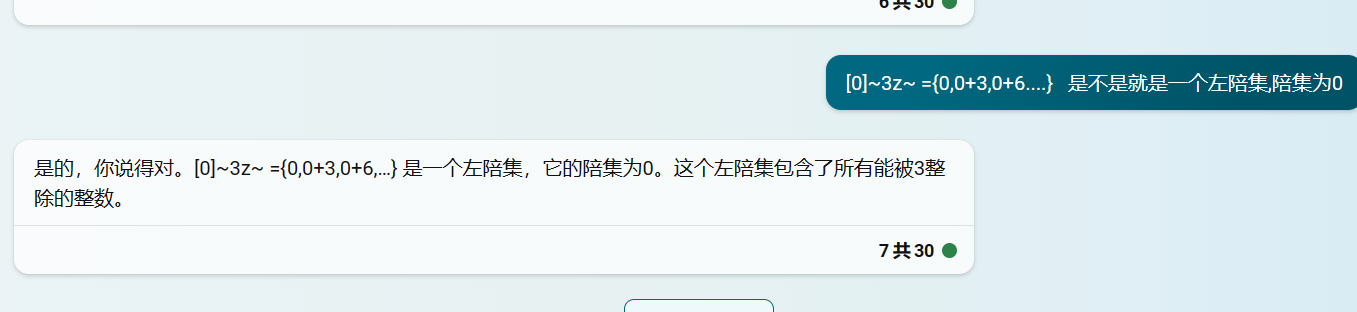 6 共 30
[0]~3z~ ={0,0+3,0+6....}   是不是就是一个左陪集,陪集为0
是的，你说得对。[0]~3z~ ={0,0+3,0+6,…} 是一个左陪集，它的陪集为0。这个左陪集包含了所有能被3整
除的整数。
7 共 30